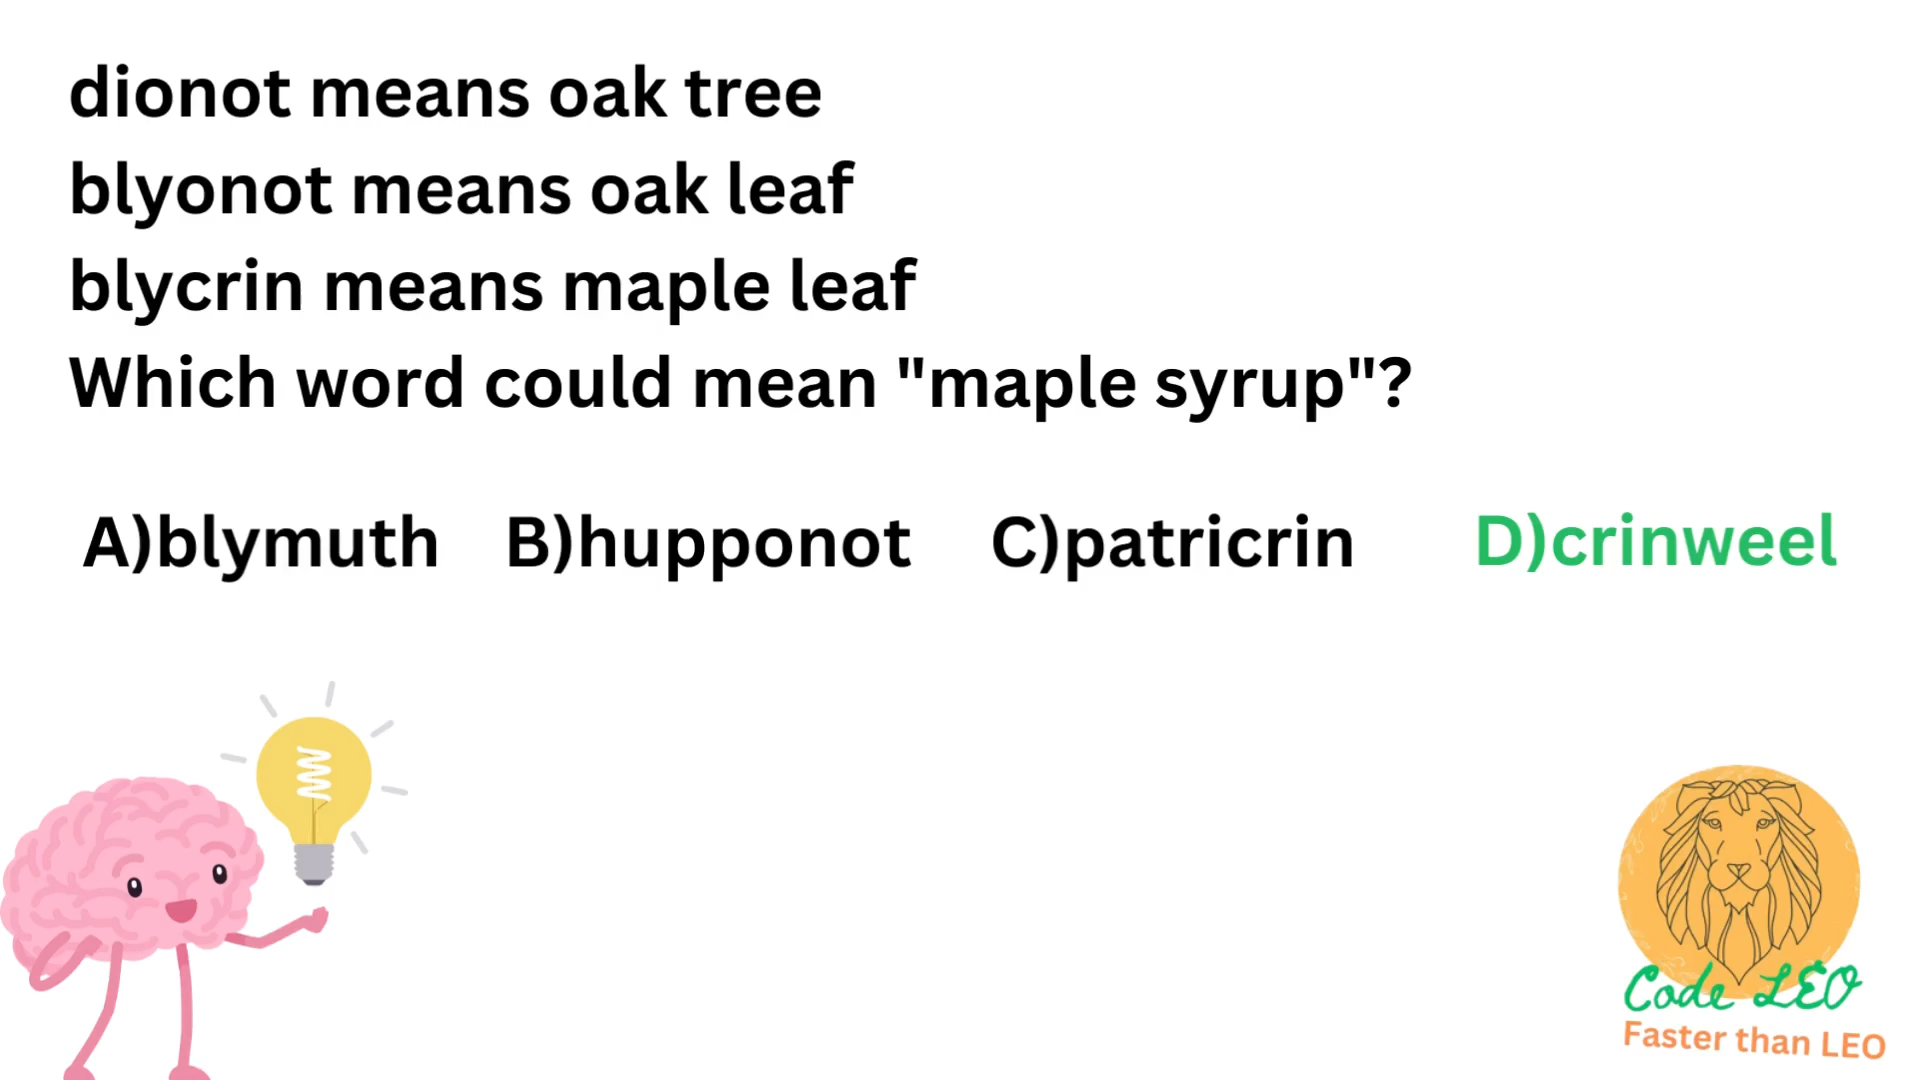 dionot means oak tree
blyonot means oak leaf
blycrin means maple leaf
Which word could mean "maple syrup"?
A)blymuth B)hupponot C)patricrin D)crinweel
Code LEO
Faster than LEO